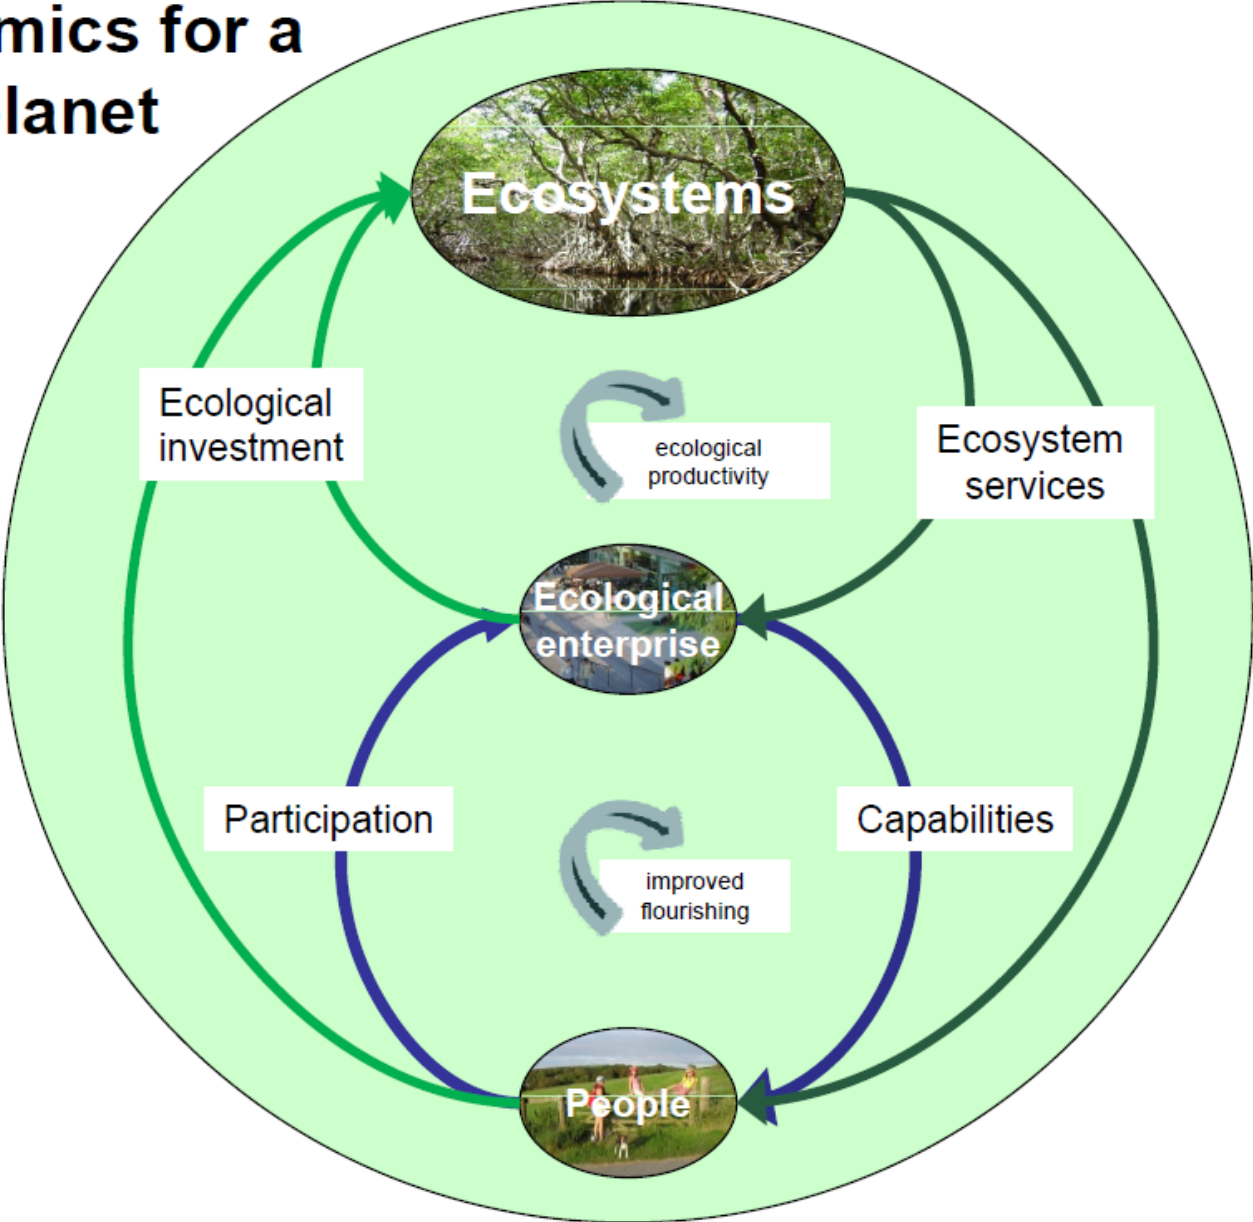 mics for a
lanet
Ecosystems
Ecological
investment
ecological
productivity
Ecosystem
services
Ecological
enterprise
Participation
Capabilities
improved
flourishing
People